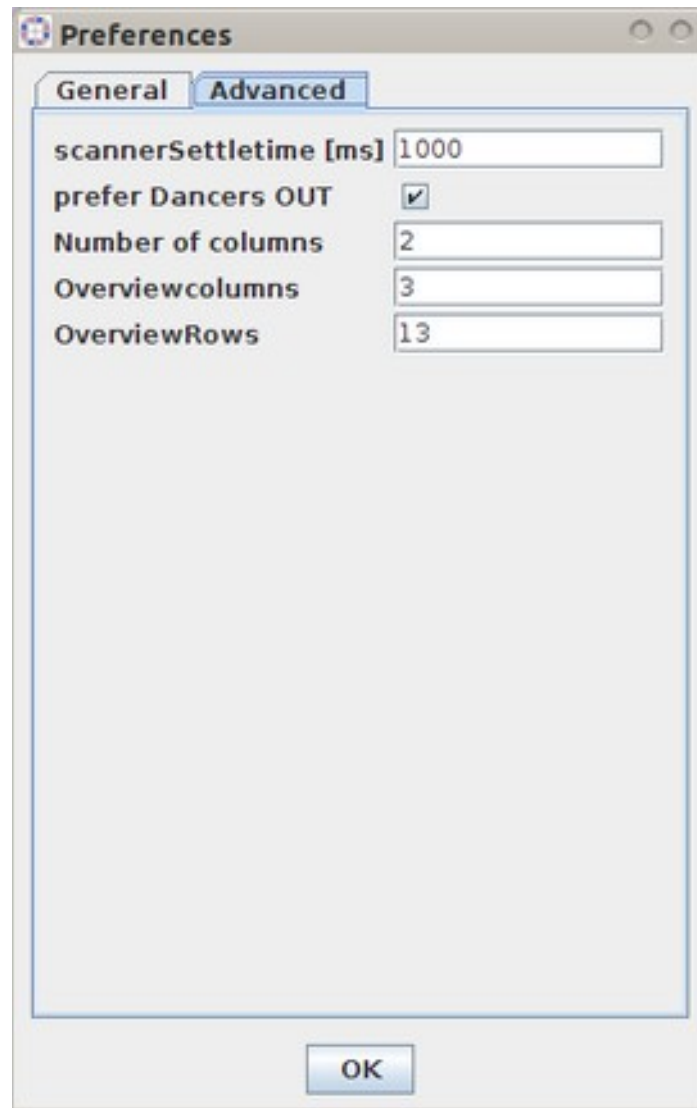 Preferences
General Advanced
scannerSettletime [ms] 1000
prefer Dancers OUT
Number of columns 2
Overviewcolumns 3
OverviewRows 13
OK